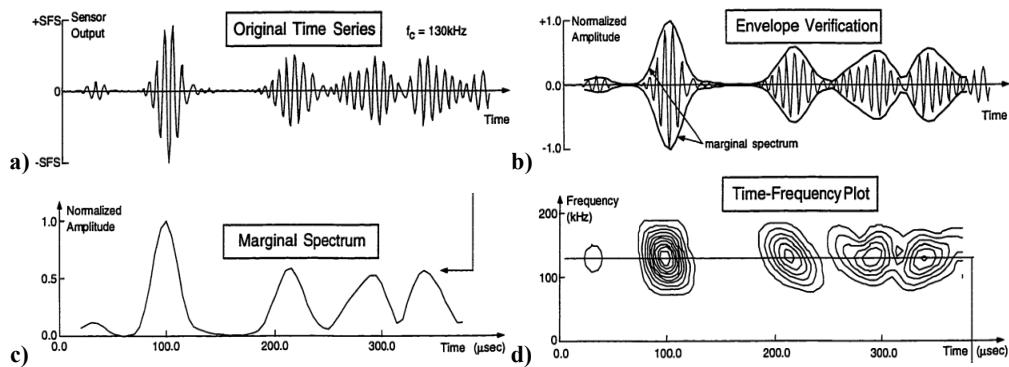 +SFS
Sensor
Output
Original Time Series
fc = 130kHz
0
Time
-SFS
a)
+1.0
Normalized
Amplitude
Envelope Verification
0.0
Time
marginal spectrum
-1.0
b)
Normalized
Amplitude
1.0
Marginal Spectrum
0.5
0.0
0.0
100.0
200.0
300.0
Time (μsec)
c)
Frequency
(kHz)
Time-Frequency Plot
200
100
0
0.0
100.0
200.0
300.0
Time (μsec)
d)